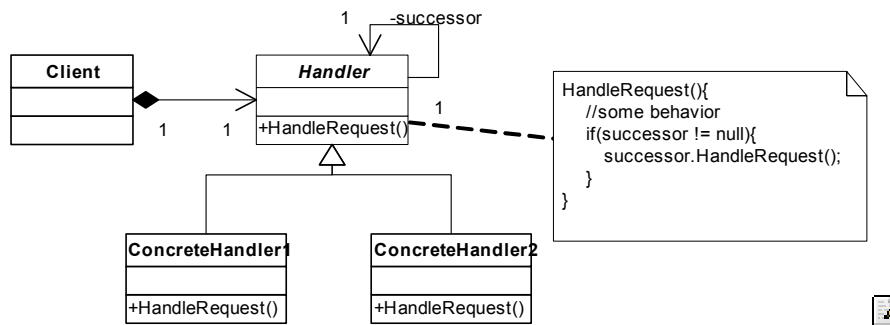 1
-successor
Client
Handler
1
1
1
+HandleRequest()
HandleRequest(){
//some behavior
if(successor != null){
successor.HandleRequest();
}
}
ConcreteHandler1
+HandleRequest()
ConcreteHandler2
+HandleRequest()